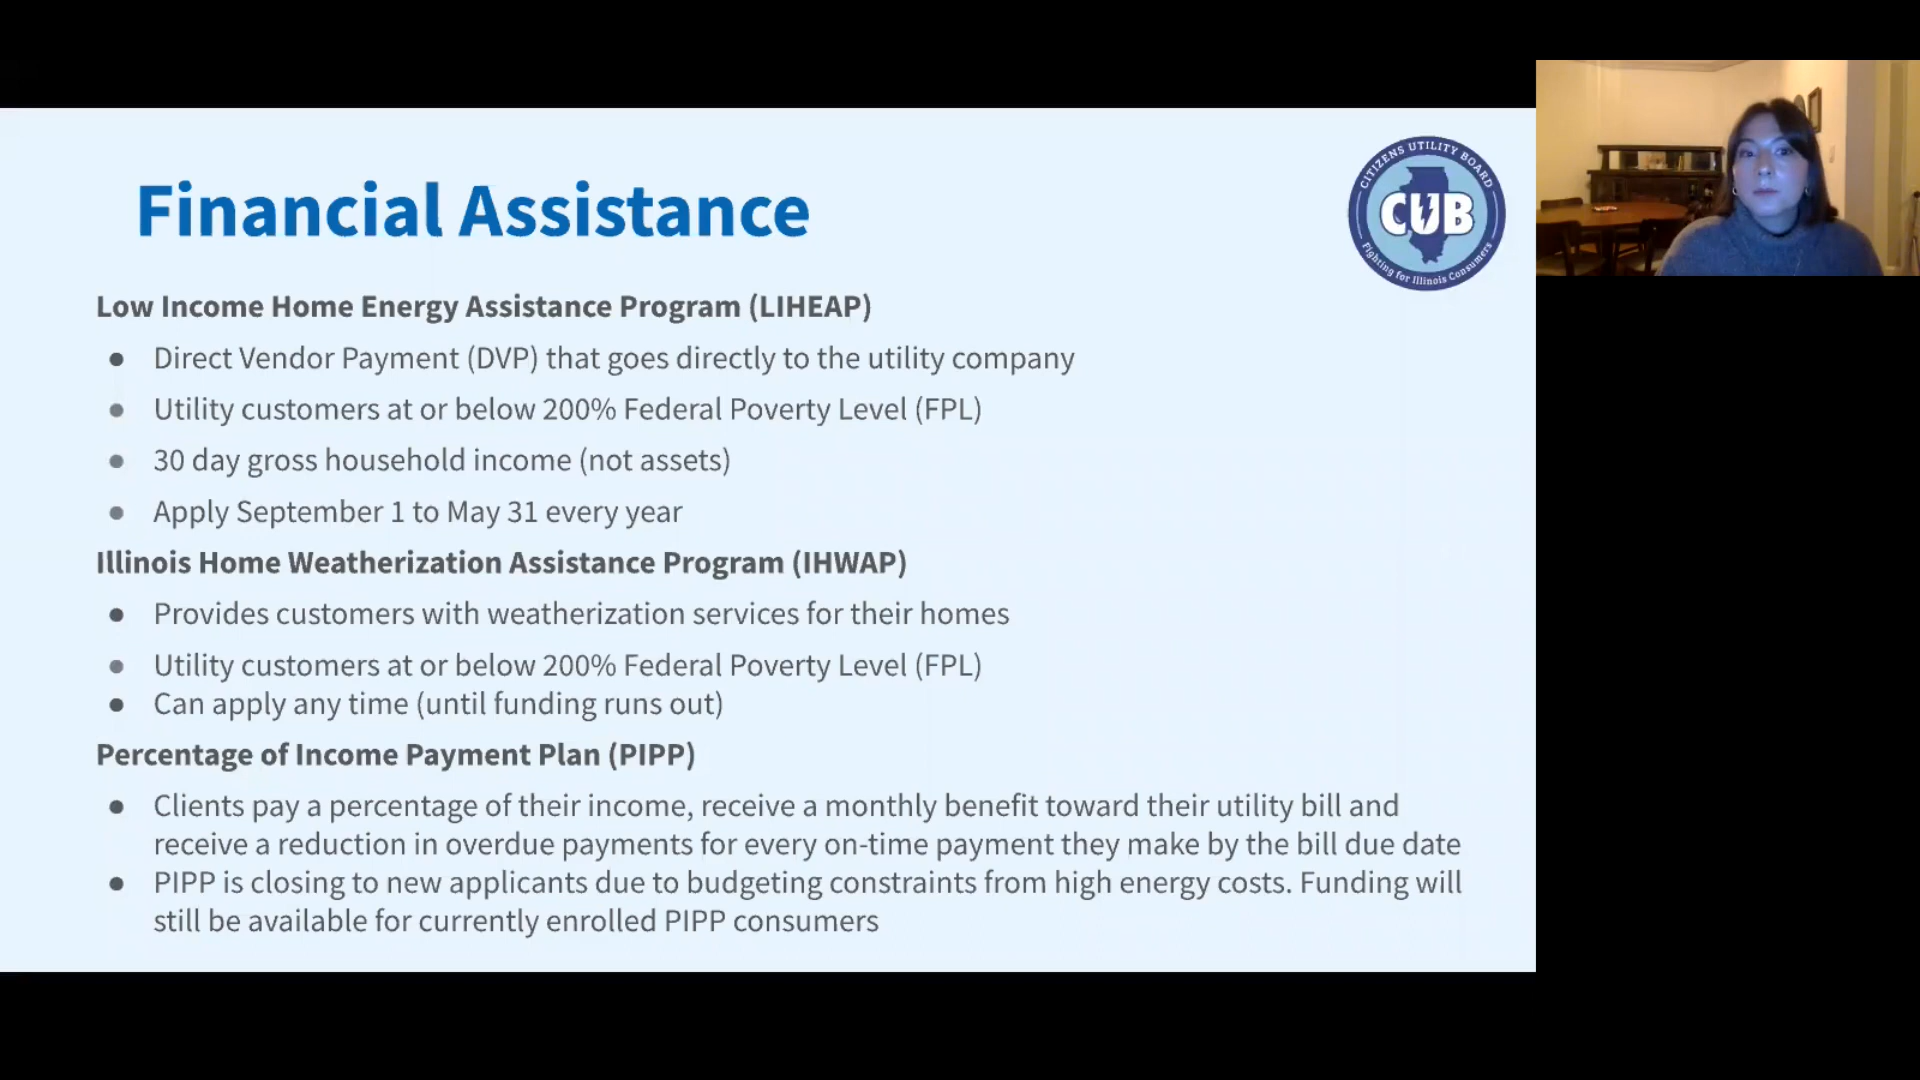 Financial Assistance
CITIZENS UTILITY BOARD
CUB
Fighting for Illinois Consumers
Low Income Home Energy Assistance Program (LIHEAP)
● Direct Vendor Payment (DVP) that goes directly to the utility company
● Utility customers at or below 200% Federal Poverty Level (FPL)
● 30 day gross household income (not assets)
● Apply September 1 to May 31 every year
Illinois Home Weatherization Assistance Program (IHWAP)
● Provides customers with weatherization services for their homes
● Utility customers at or below 200% Federal Poverty Level (FPL)
● Can apply any time (until funding runs out)
Percentage of Income Payment Plan (PIPP)
● Clients pay a percentage of their income, receive a monthly benefit toward their utility bill and
receive a reduction in overdue payments for every on-time payment they make by the bill due date
● PIPP is closing to new applicants due to budgeting constraints from high energy costs. Funding will
still be available for currently enrolled PIPP consumers